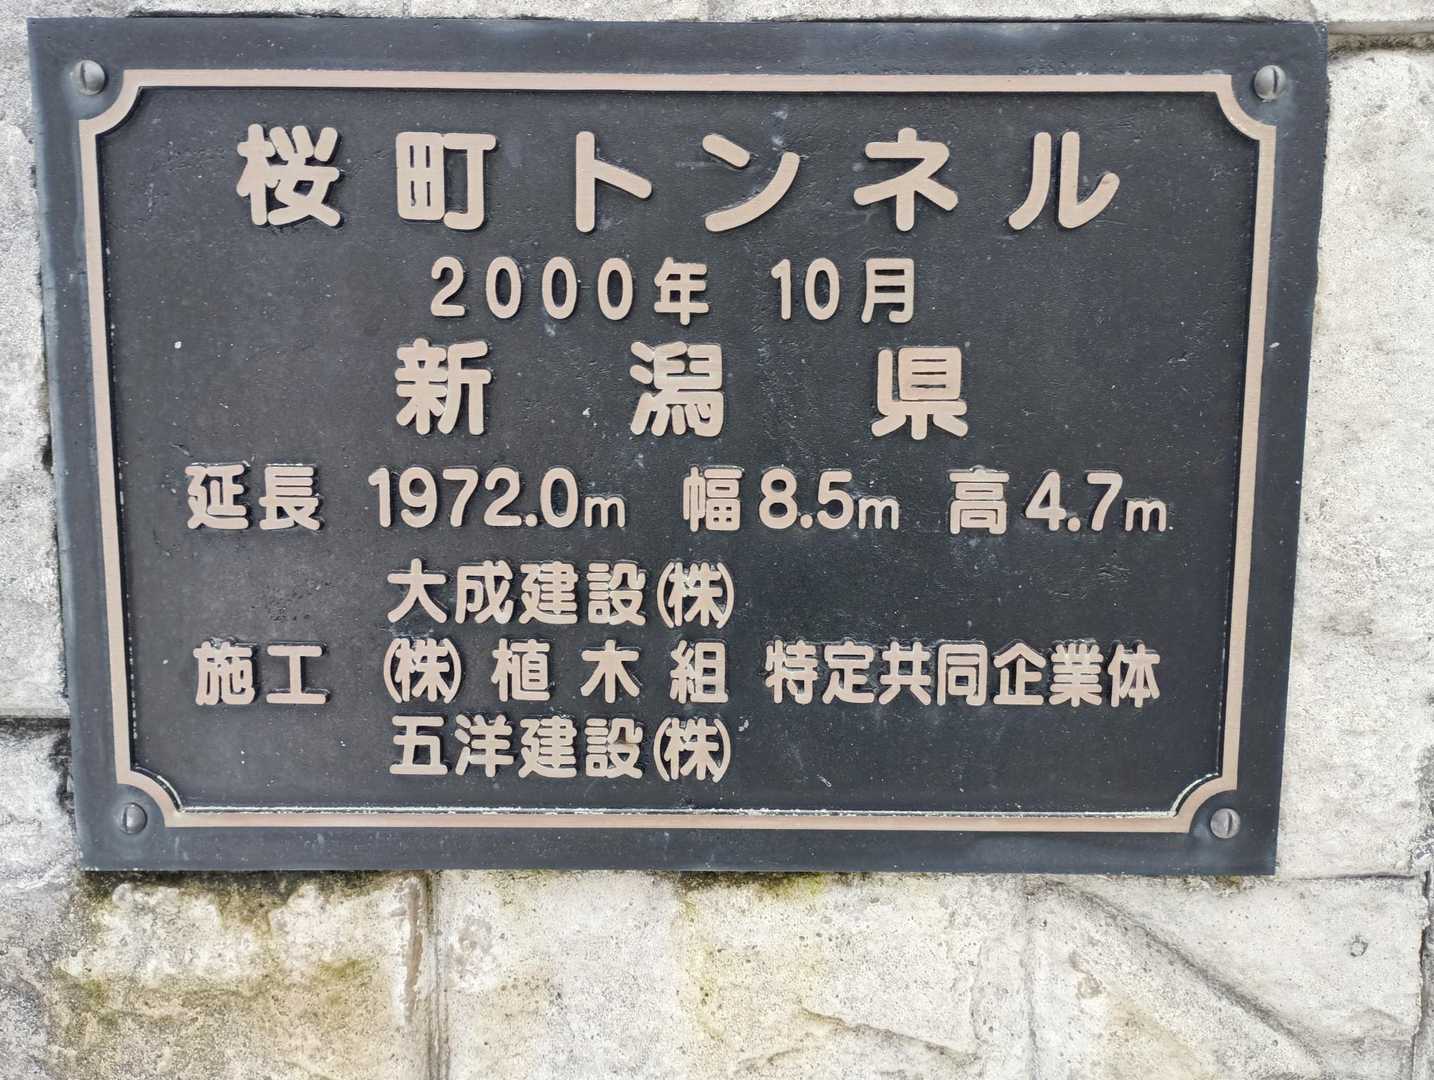 桜町トンネル
2000年 10月
新潟県
延長 1972.0m 幅8.5m 高4.7m
大成建設(株)
施工 (株)植木組 特定共同企業体
五洋建設(株)